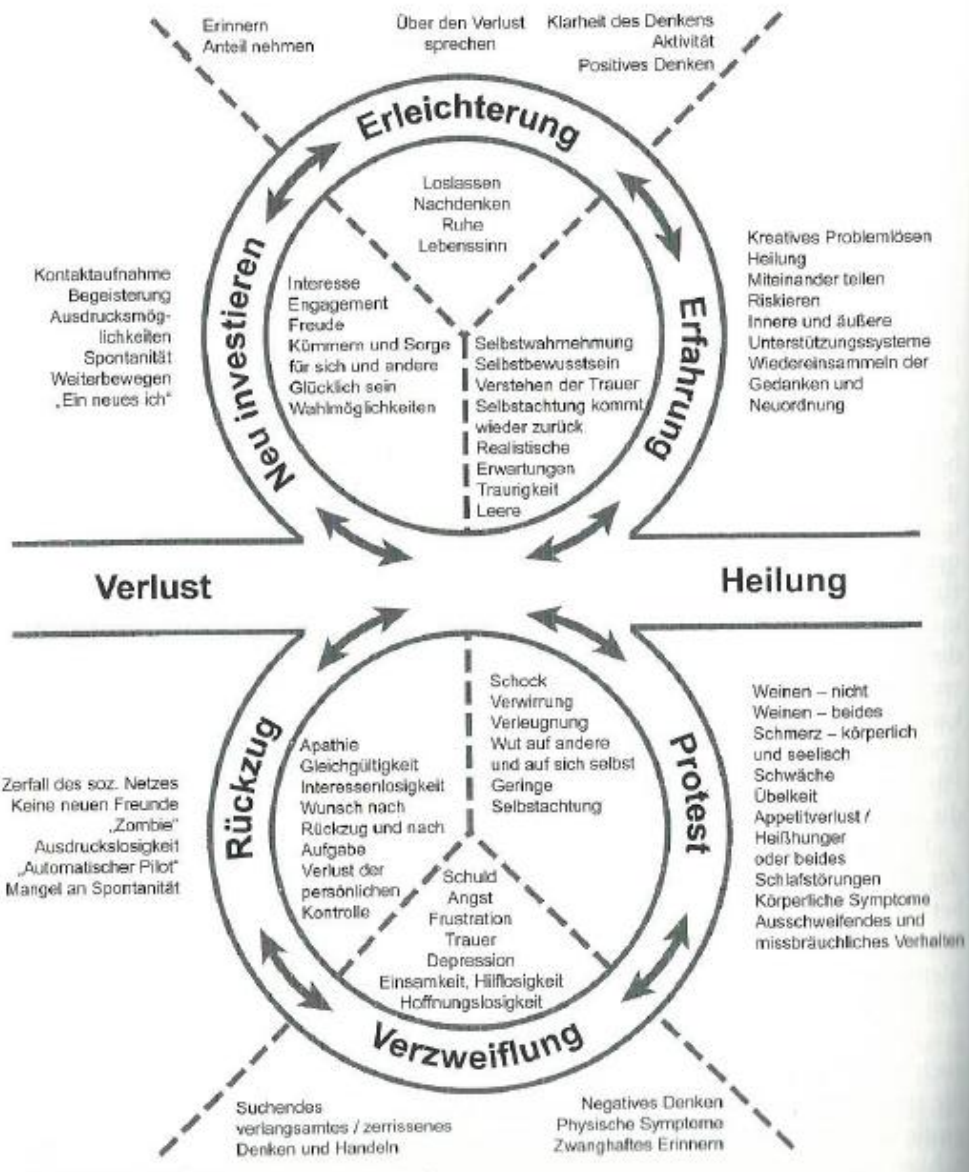 Erinnern
Anteil nehmen
Über den Verlust
sprechen
Klarheit des Denkens
Aktivität
Positives Denken
Erleichterung
Loslassen
Nachdenken
Ruhe
Lebenssinn
Neu investieren
Kontaktaufnahme
Begeisterung
Ausdrucksmög-
lichkeiten
Spontanität
Weiterbewegen
„Ein neues ich"
Interesse
Engagement
Freude
Kümmern und Sorge
für sich und andere
Glücklich sein
Wahlmöglichkeiten
Selbstwahrnehmung
Selbstbewusstsein
Verstehen der Trauer
Selbstachtung kommt
wieder zurück
Realistische
Erwartungen
Traurigkeit
Leere
Erfahrung
Kreatives Problemlösen
Heilung
Miteinander teilen
Riskieren
Innere und äußere
Unterstützungssysteme
Wiedereinsammeln der
Gedanken und
Neuordnung
Verlust
Heilung
Rückzug
Zerfall des soz. Netzes
Keine neuen Freunde
„Zombie"
Ausdruckslosigkeit
„Automatischer Pilot"
Mangel an Spontanität
Apathie
Gleichgültigkeit
Interessenlosigkeit
Wunsch nach
Rückzug und nach
Aufgabe
Verlust der
persönlichen
Kontrolle
Schock
Verwirrung
Verleugnung
Wut auf andere
und auf sich selbst
Geringe
Selbstachtung
Protest
Weinen – nicht
Weinen – beides
Schmerz – körperlich
und seelisch
Schwäche
Übelkeit
Appetitverlust /
Heißhunger
oder beides
Schlafstörungen
Körperliche Symptome
Ausschweifendes und
missbräuchliches Verhalten
Schuld
Angst
Frustration
Trauer
Depression
Einsamkeit, Hilflosigkeit
Hoffnungslosigkeit
Verzweiflung
Suchendes
verlangsamtes / zerrissenes
Denken und Handeln
Negatives Denken
Physische Symptome
Zwanghaftes Erinnern